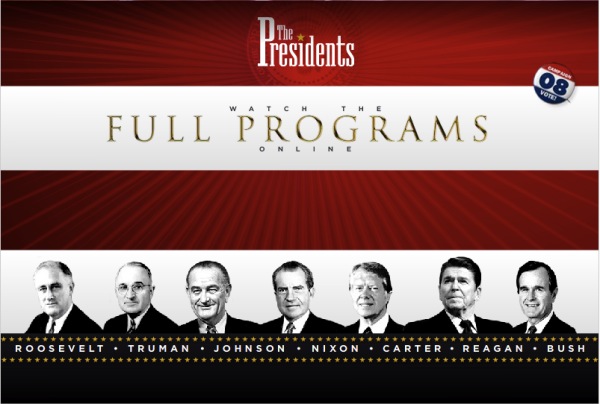 The
Presidents
CAMPAIGN
08
VOTE!
WATCH THE
FULL PROGRAMS
ONLINE
ROOSEVELT • TRUMAN • JOHNSON • NIXON • CARTER • REAGAN • BUSH